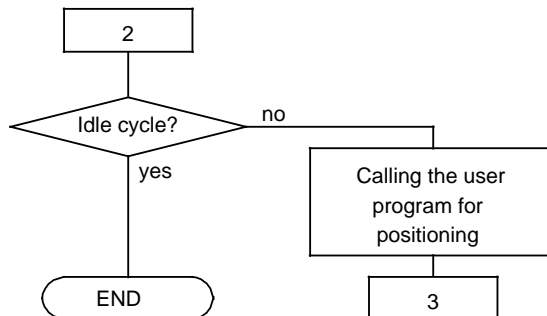 2
Idle cycle?
no
yes
Calling the user
program for
positioning
END
3